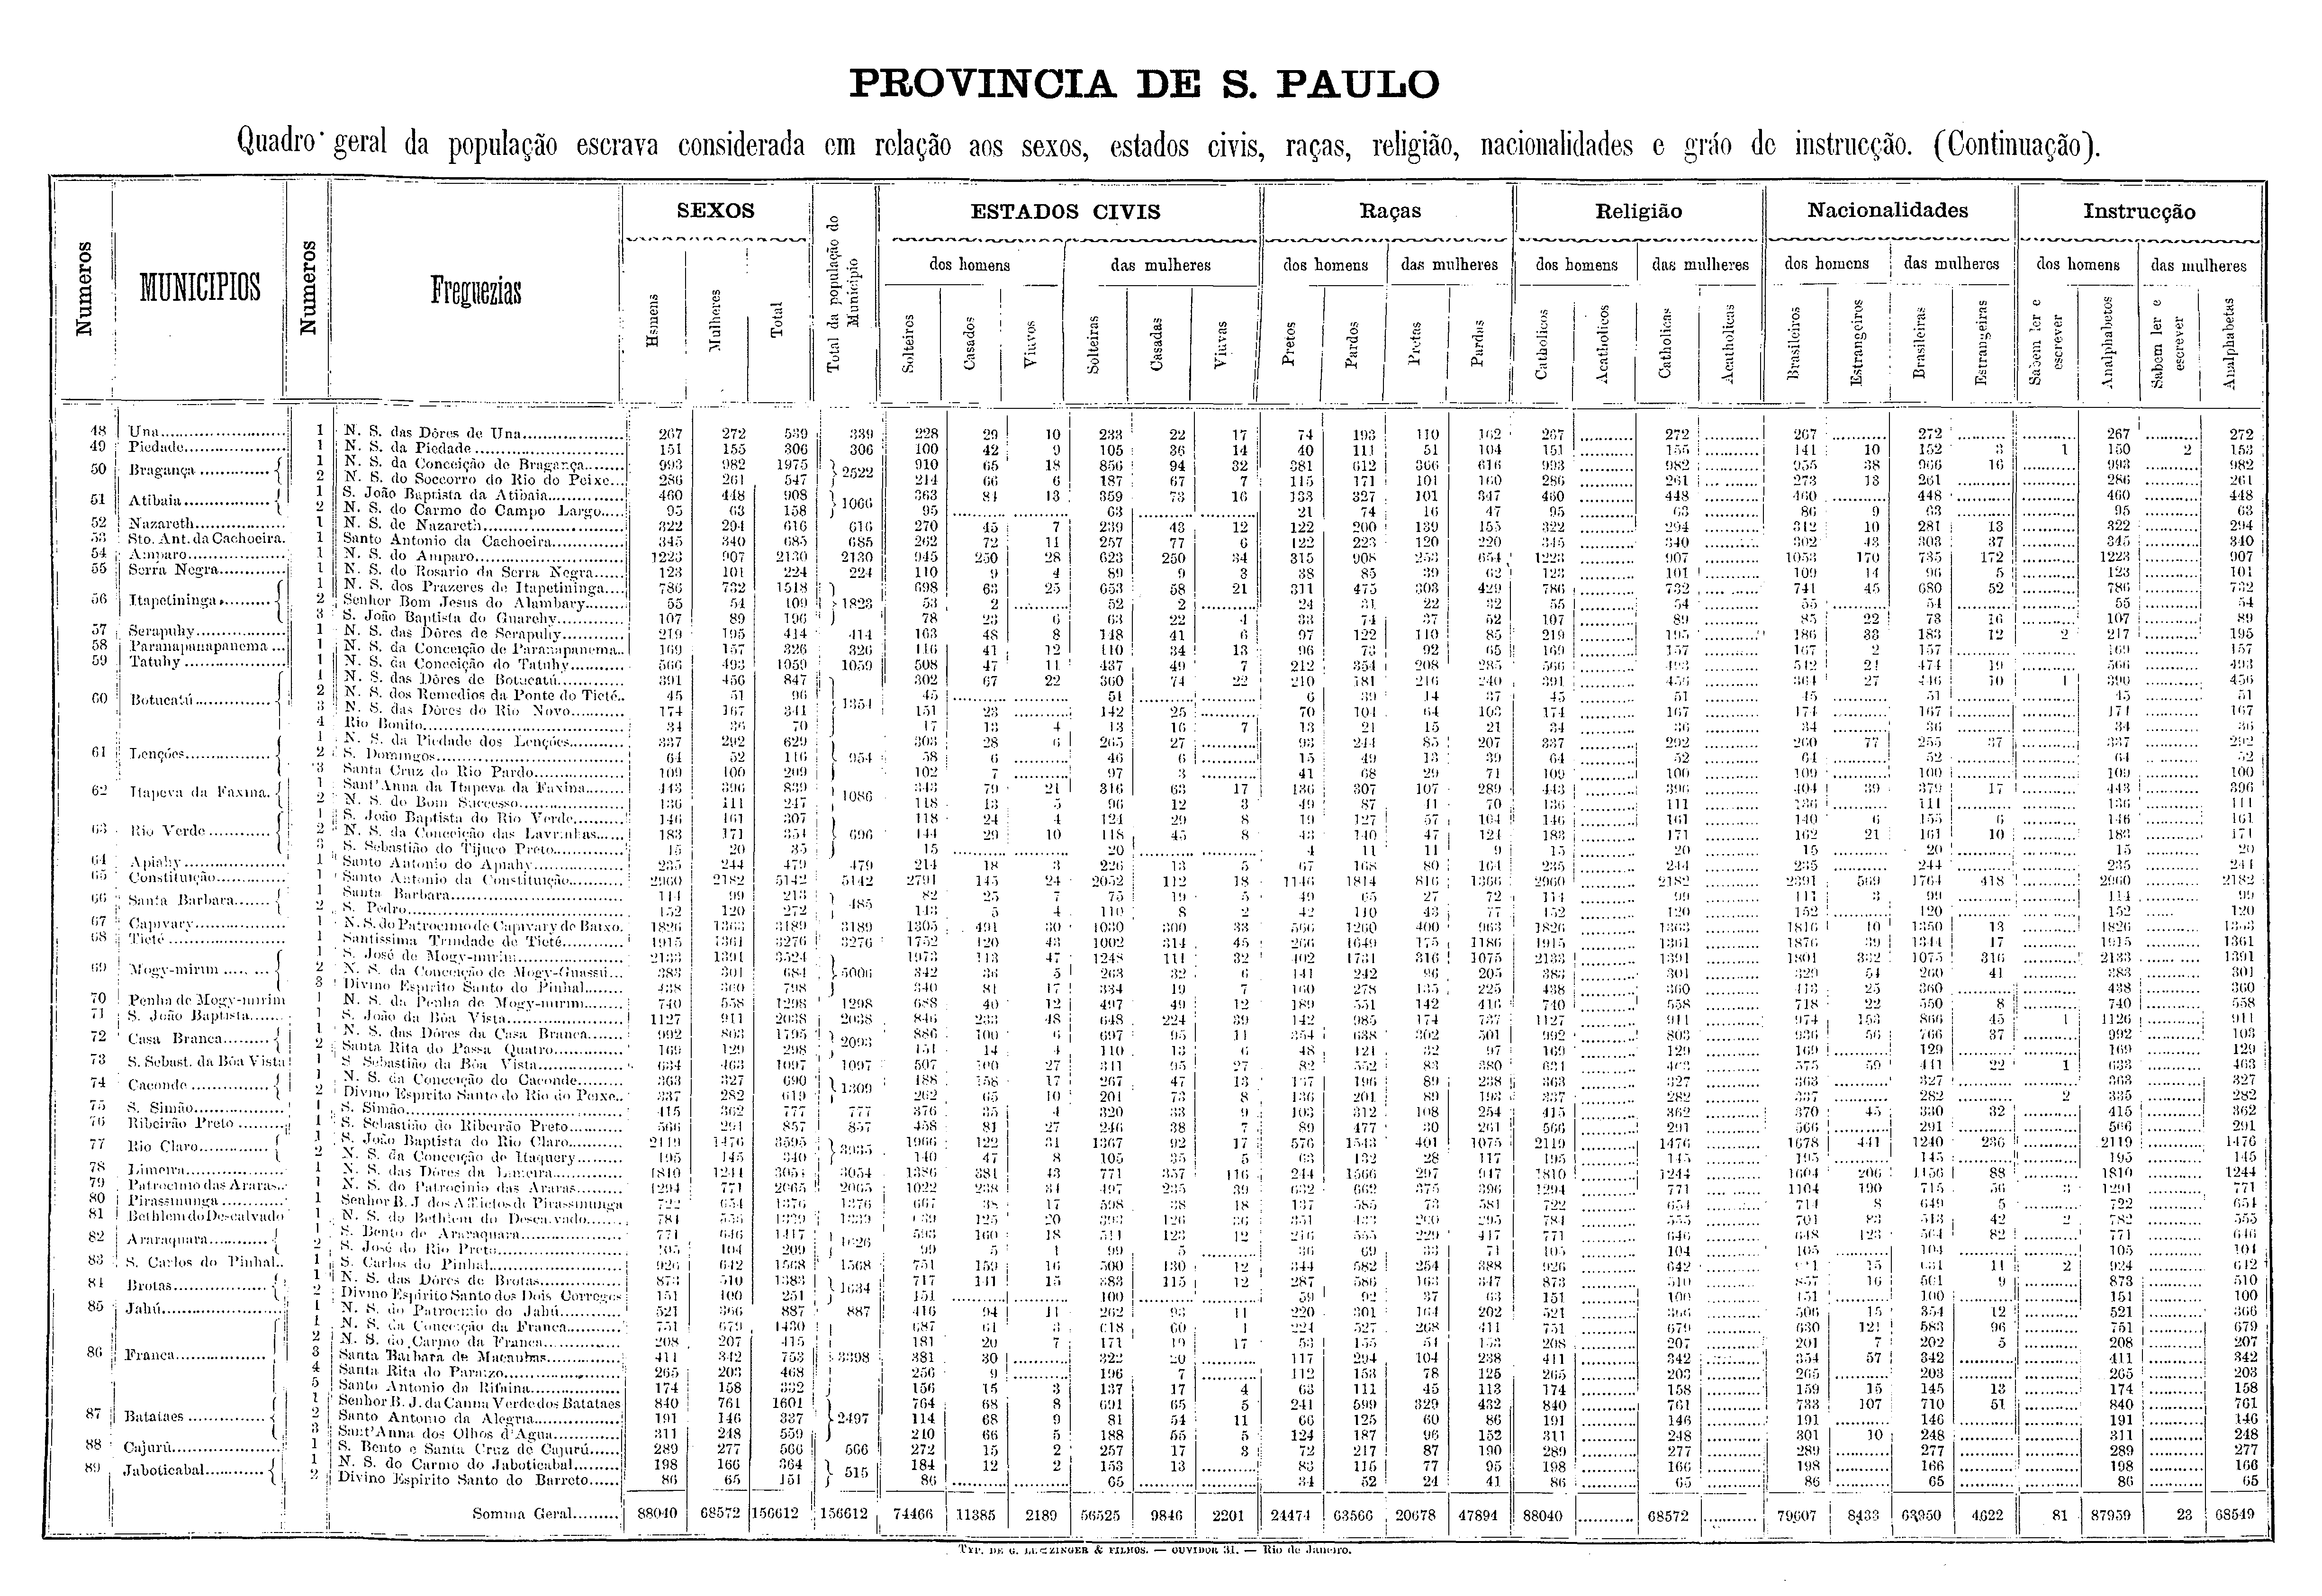 PROVINCIA DE S. PAULO
Quadro geral da população escrava considerada em relação aos sexos, estados civis, raças, religião, nacionalidades e gráo de instrucção. (Continuação).
Numeros MUNICIPIOS Numeros Freguezias SEXOS Total da população do Municipio ESTADOS CIVIS Raças Religião Nacionalidades Instrucção
dos homens das mulheres dos homens das mulheres dos homens das mulheres dos homens das mulheres dos homens das mulheres
Hsmens Mulheres Total Solteiros Casados Viuvos Solteiras Casadas Viuvas Pretos Pardos Pretas Pardas Catholicos Acatholicos Catholicas Acatholicas Brasileiros Estrangeiros Brasileiras Estrangeiras Sabem ler e escrever Analphabetos Sabem ler e escrever Analphabetas
48 Una 1 N. S. das Dôres de Una 267 272 539 339 228 29 10 233 22 17 74 193 110 162 267 272 267 272 267 272
49 Piedade 1 N. S. da Piedade 151 155 306 306 100 42 9 105 36 14 40 111 51 104 151 155 141 10 152 3 1 150 2 153
50 Bragança 1 N. S. da Conceição de Bragança 993 982 1975 2522 910 65 18 856 94 32 381 612 366 616 993 982 955 38 966 16 993 982
2 N. S. do Soccorro do Rio do Peixe 286 261 547 214 66 6 187 67 7 115 171 101 160 286 261 273 13 261 286 261
51 Atibaia 1 S. João Baptista da Atibaia 460 448 908 1066 363 84 13 359 73 16 133 327 101 347 460 448 460 448 460 448
2 N. S. do Carmo do Campo Largo 95 63 158 95 63 21 74 16 47 95 63 86 9 63 95 63
52 Nazareth 1 N. S. de Nazareth 322 294 616 616 270 45 7 239 43 12 122 200 139 155 322 294 312 10 281 13 322 294
53 Sto. Ant. da Cachoeira 1 Santo Antonio da Cachoeira 345 340 685 685 262 72 11 257 77 6 122 223 120 220 345 340 302 43 303 37 345 340
54 Amparo 1 N. S. do Amparo 1223 907 2130 2130 945 250 28 623 250 34 315 908 253 654 1223 907 1053 170 735 172 1223 907
55 Serra Negra 1 N. S. do Rosario da Serra Negra 123 101 224 224 110 9 4 89 9 3 38 85 39 62 123 101 109 14 96 5 123 101
56 Itapetininga 1 N. S. dos Prazeres de Itapetininga 786 732 1518 1823 698 63 25 653 58 21 311 475 303 429 786 732 741 45 680 52 786 732
2 Senhor Bom Jesus do Alambary 55 54 109 53 2 52 2 24 31 22 32 55 54 55 54 55 54
3 S. João Baptista do Guarehy 107 89 196 78 23 6 63 22 4 33 74 37 52 107 89 85 22 73 16 107 89
57 Serapuhy 1 N. S. das Dôres de Serapuhy 219 195 414 414 163 48 8 148 41 6 97 122 110 85 219 195 186 33 183 12 2 217 195
58 Paranapanapanema 1 N. S. da Conceição de Paranapanema 169 157 326 326 116 41 12 110 34 13 96 73 92 65 169 157 167 2 157 169 157
59 Tatuhy 1 N. S. da Conceição do Tatuhy 566 493 1059 1059 508 47 11 437 49 7 212 354 208 285 566 493 542 24 474 19 566 493
60 Botucatú 1 N. S. das Dôres de Botucatú 391 456 847 1354 302 67 22 360 74 22 210 181 216 240 391 456 364 27 446 10 1 390 456
2 N. S. dos Remedios da Ponte do Tieté 45 51 96 45 51 6 39 14 37 45 51 45 51 45 51
3 N. S. das Dôres do Rio Novo 174 167 341 151 23 142 25 70 104 64 103 174 167 174 167 174 167
4 Rio Bonito 34 36 70 17 13 4 13 16 7 13 21 15 21 34 36 34 36 34 36
61 Lençóes 1 N. S. da Piedade dos Lençóes 337 292 629 954 303 28 6 265 27 93 244 85 207 337 292 260 77 255 37 337 292
2 S. Domingos 64 52 116 58 6 46 6 15 49 13 39 64 52 64 52 64 52
3 Santa Cruz do Rio Pardo 109 100 209 102 7 97 3 41 68 29 71 109 100 109 100 109 100
62 Itapeva da Faxina 1 Sant'Anna da Itapeva da Faxina 443 396 839 1086 343 79 21 316 63 17 136 307 107 289 443 396 404 39 379 17 443 396
2 N. S. do Bom Successo 136 111 247 118 13 5 96 12 3 49 87 41 70 136 111 136 111 136 111
63 Rio Verde 1 S. João Baptista do Rio Verde 146 161 307 696 118 24 4 124 29 8 19 127 57 104 146 161 140 6 155 6 146 161
2 N. S. da Conceição das Lavrinhas 183 171 354 144 29 10 118 45 8 43 140 47 124 183 171 162 21 161 10 183 171
3 S. Sebastião do Tijuco Preto 15 20 35 15 20 4 11 11 9 15 20 15 20 15 20
64 Apiahy 1 Santo Antonio do Apiahy 235 244 479 479 214 18 3 226 13 5 67 168 80 164 235 244 235 244 235 244
65 Constituição 1 Santo Antonio da Constituição 2960 2182 5142 5142 2791 145 24 2052 112 18 1146 1814 816 1366 2960 2182 2391 569 1764 418 2960 2182
66 Santa Barbara 1 Santa Barbara 114 99 213 485 82 25 7 75 19 5 49 65 27 72 114 99 111 3 99 114 99
2 S. Pedro 152 120 272 143 5 4 110 8 2 42 110 43 77 152 120 152 120 152 120
67 Capivary 1 N. S. do Patrocinio de Capivary de Baixo 1826 1363 3189 3189 1305 491 30 1030 300 33 566 1260 400 963 1826 1363 1816 10 1350 13 1826 1363
68 Tieté 1 Santissima Trindade de Tieté 1915 1361 3276 3276 1752 120 43 1002 314 45 266 1649 175 1186 1915 1361 1876 39 1344 17 1915 1361
69 Mogy-mirim 1 S. José de Mogy-mirim 2133 1391 3524 5006 1973 113 47 1248 111 32 402 1731 316 1075 2133 1391 1801 332 1075 316 2133 1391
2 N. S. da Conceição de Mogy-Guassú 383 301 684 342 36 5 263 32 6 141 242 96 205 383 301 329 54 260 41 383 301
3 Divino Espirito Santo do Pinhal 438 360 798 340 81 17 334 19 7 160 278 135 225 438 360 413 25 360 438 360
70 Penha de Mogy-mirim 1 N. S. da Penha de Mogy-mirim 740 558 1298 1298 688 40 12 497 49 12 189 551 142 416 740 558 718 22 550 8 740 558
71 S. João Baptista 1 S. João da Bôa Vista 1127 911 2038 2038 846 233 48 648 224 39 142 985 174 737 1127 911 974 153 866 45 1 1126 911
72 Casa Branca 1 N. S. das Dôres da Casa Branca 992 803 1795 2093 886 100 6 697 95 11 354 638 302 501 992 803 936 56 766 37 992 103
2 Santa Rita do Passa Quatro 169 129 298 151 14 4 110 13 6 48 121 32 97 169 129 169 129 169 129
73 S. Sebast. da Bôa Vista 1 S. Sebastião da Bôa Vista 634 463 1097 1097 507 100 27 341 95 27 82 552 83 380 634 463 575 59 441 22 1 633 463
74 Caconde 1 N. S. da Conceição do Caconde 363 327 690 1309 188 158 17 267 47 13 167 196 89 238 363 327 363 327 363 327
2 Divino Espirito Santo do Rio do Peixe 337 282 619 262 65 10 201 73 8 136 201 89 193 337 282 337 282 2 335 282
75 S. Simão 1 S. Simão 415 362 777 777 376 35 4 320 33 9 103 312 108 254 415 362 370 45 330 32 415 362
76 Ribeirão Preto 1 S. Sebastião do Ribeirão Preto 566 291 857 857 458 81 27 246 38 7 89 477 30 261 566 291 566 291 566 291
77 Rio Claro 1 S. João Baptista do Rio Claro 2119 1476 3595 3935 1966 122 31 1367 92 17 576 1543 401 1075 2119 1476 1678 441 1240 236 2119 1476
2 N. S. da Conceição de Itaquery 195 145 340 140 47 8 105 35 5 63 132 28 117 195 145 195 145 195 145
78 Limeira 1 N. S. das Dôres da Limeira 1810 1244 3054 3054 1386 381 43 771 357 116 244 1566 297 947 1810 1244 1604 206 1156 88 1810 1244
79 Patrocinio das Araras 1 N. S. do Patrocinio das Araras 1294 771 2065 2065 1022 238 34 497 235 39 632 662 375 396 1294 771 1104 190 715 56 3 1291 771
80 Pirassinunga 1 Senhor B. J. dos Afflictos de Pirassinunga 722 654 1376 1376 667 38 17 598 38 18 137 585 73 581 722 654 714 8 649 5 722 654
81 Bethlem do Descalvado 1 N. S. do Bethlem do Descalvado 784 555 1339 1339 639 125 20 393 126 36 351 433 260 295 784 555 701 83 513 42 2 782 555
82 Araraquara 1 S. Bento de Araraquara 771 646 1417 1626 593 160 18 511 123 12 216 555 229 417 771 646 648 123 564 82 771 646
2 S. José do Rio Preto 105 104 209 99 5 1 99 5 36 69 33 71 105 104 105 104 105 104
83 S. Carlos do Pinhal 1 S. Carlos do Pinhal 926 642 1568 1568 751 159 16 500 130 12 344 582 254 388 926 642 15 631 11 2 924 642
84 Brotas 1 N. S. das Dôres de Brotas 873 510 1383 1634 717 141 15 383 115 12 287 586 163 347 873 510 857 16 501 9 873 510
2 Divino Espirito Santo dos Dois Corregos 151 100 251 151 100 59 92 37 63 151 100 151 100 151 100
85 Jahú 1 N. S. do Patrocinio do Jahú 521 366 887 887 416 94 11 262 93 11 220 301 164 202 521 366 506 15 354 12 521 366
86 Franca 1 N. S. da Conceição da Franca 751 679 1430 3398 687 61 3 618 60 1 224 527 268 411 751 679 630 121 583 96 751 679
2 N. S. do Carmo da Franca 208 207 415 181 20 7 171 19 17 53 155 54 153 208 207 201 7 202 5 208 207
3 Santa Barbara de Macaubas 411 342 753 381 30 322 20 117 294 104 238 411 342 354 57 342 411 342
4 Santa Rita do Paraizo 265 203 468 256 9 196 7 112 153 78 125 265 203 265 203 265 203
5 Santo Antonio da Rifaina 174 158 332 156 15 3 137 17 4 63 111 45 113 174 158 159 15 145 13 174 158
87 Batataes 1 Senhor B. J. da Canna Verde dos Batataes 840 761 1601 2497 764 68 8 691 65 5 241 599 329 432 840 761 733 107 710 51 840 761
2 Santo Antonio da Alegria 191 146 337 114 68 9 81 54 11 66 125 60 86 191 146 191 146 191 146
3 Sant'Anna dos Olhos d'Agua 311 248 559 210 66 5 188 55 5 124 187 96 152 311 248 301 10 248 311 248
88 Cajurú 1 S. Bento e Santa Cruz de Cajurú 289 277 566 566 272 15 2 257 17 3 72 217 87 190 289 277 289 277 289 277
89 Jaboticabal 1 N. S. do Carmo do Jaboticabal 198 166 364 515 184 12 2 153 13 83 115 77 95 198 166 198 166 198 166
2 Divino Espirito Santo do Barreto 86 65 151 86 65 34 52 24 41 86 65 86 65 86 65
Somma Geral 88040 68572 156612 156612 74466 11385 2189 56525 9846 2201 24474 63566 20678 47894 88040 68572 79607 8433 63950 4622 81 87959 23 68549
TYP. DE G. LEUZINGER & FILHOS. — OUVIDOR 31. — Rio de Janeiro.